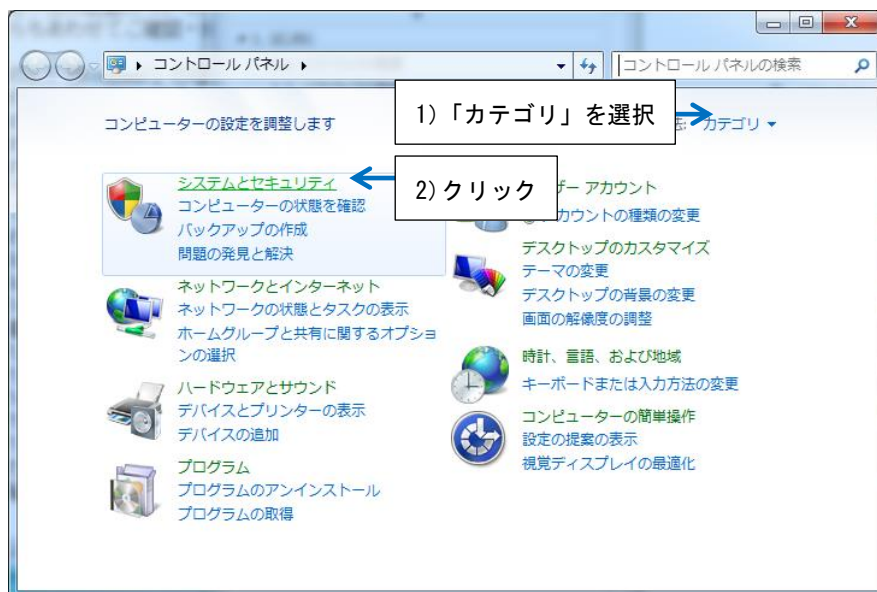 コントロール パネル
コントロール パネルの検索
コンピューターの設定を調整します
1)「カテゴリ」を選択
カテゴリ
システムとセキュリティ
コンピューターの状態を確認
バックアップの作成
問題の発見と解決
2)クリック
ネットワークとインターネット
ネットワークの状態とタスクの表示
ホームグループと共有に関するオプショ
ンの選択
ハードウェアとサウンド
デバイスとプリンターの表示
デバイスの追加
プログラム
プログラムのアンインストール
プログラムの取得
ザー アカウント
カウントの種類の変更
デスクトップのカスタマイズ
テーマの変更
デスクトップの背景の変更
画面の解像度の調整
時計、言語、および地域
キーボードまたは入力方法の変更
コンピューターの簡単操作
設定の提案の表示
視覚ディスプレイの最適化